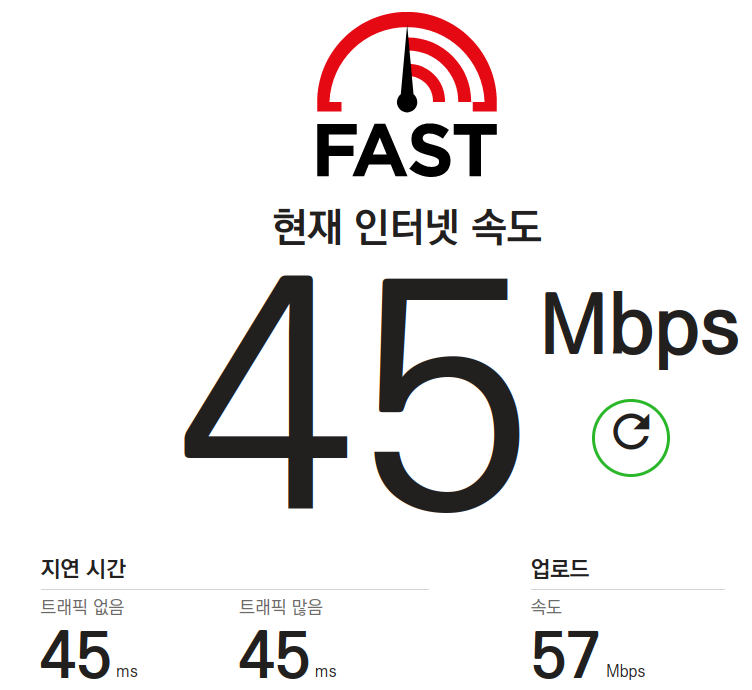 FAST
현재 인터넷 속도
45 Mbps
지연 시간 업로드
트래픽 없음 트래픽 많음 속도
45 ms 45 ms 57 Mbps